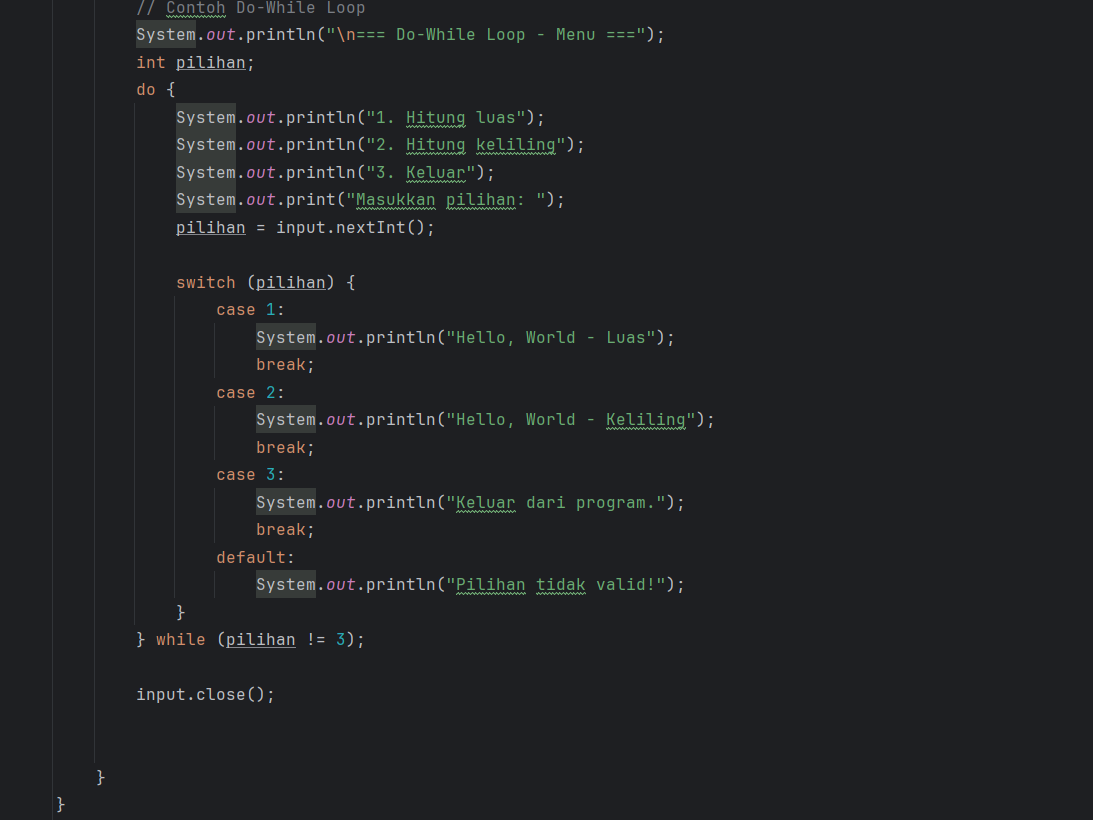 // Contoh Do-While Loop
System.out.println("\n=== Do-While Loop - Menu ===");
int pilihan;
do {
System.out.println("1. Hitung luas");
System.out.println("2. Hitung keliling");
System.out.println("3. Keluar");
System.out.print("Masukkan pilihan: ");
pilihan = input.nextInt();
switch (pilihan) {
case 1:
System.out.println("Hello, World - Luas");
break;
case 2:
System.out.println("Hello, World - Keliling");
break;
case 3:
System.out.println("Keluar dari program.");
break;
default:
System.out.println("Pilihan tidak valid!");
}
} while (pilihan != 3);
input.close();
}
}